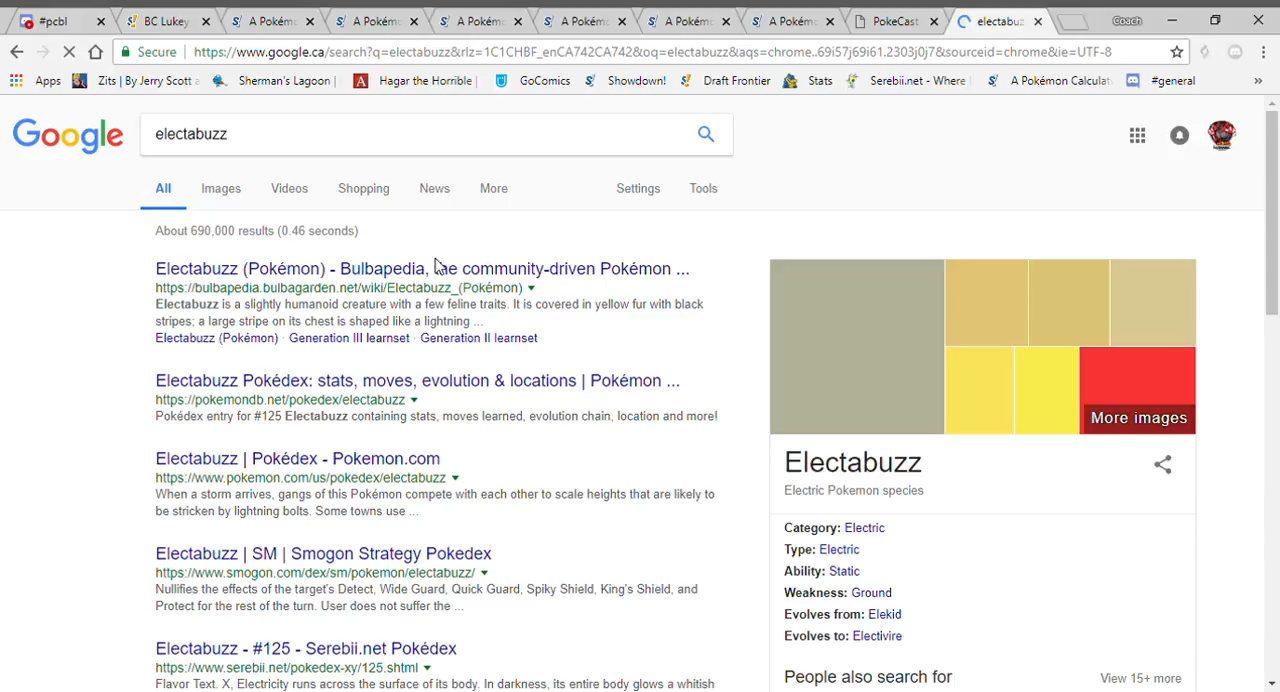 #pcbl
BC Lukey
A Pokémo
A Pokémo
A Pokémo
A Pokémo
A Pokémo
A Pokémo
PokeCast
electabuz
Coach
Secure
https://www.google.ca/search?q=electabuzz&rlz=1C1CHBF_enCA742CA742&oq=electabuzz&aqs=chrome..69i57j69i61.2303j0j7&sourceid=chrome&ie=UTF-8
Apps
Zits | By Jerry Scott a
Sherman's Lagoon |
Hagar the Horrible |
GoComics
Showdown!
Draft Frontier
Stats
Serebii.net - Where
A Pokémon Calculat
#general
»
Google
electabuzz
All
Images
Videos
Shopping
News
More
Settings
Tools
About 690,000 results (0.46 seconds)
Electabuzz (Pokémon) - Bulbapedia, the community-driven Pokémon ...
https://bulbapedia.bulbagarden.net/wiki/Electabuzz_(Pokémon)
Electabuzz is a slightly humanoid creature with a few feline traits. It is covered in yellow fur with black
stripes; a large stripe on its chest is shaped like a lightning ...
Electabuzz (Pokémon) · Generation III learnset · Generation II learnset
Electabuzz Pokédex: stats, moves, evolution & locations | Pokémon ...
https://pokemondb.net/pokedex/electabuzz
Pokédex entry for #125 Electabuzz containing stats, moves learned, evolution chain, location and more!
Electabuzz | Pokédex - Pokemon.com
https://www.pokemon.com/us/pokedex/electabuzz
When a storm arrives, gangs of this Pokémon compete with each other to scale heights that are likely to
be stricken by lightning bolts. Some towns use ...
Electabuzz | SM | Smogon Strategy Pokedex
https://www.smogon.com/dex/sm/pokemon/electabuzz/
Nullifies the effects of the target's Detect, Wide Guard, Quick Guard, Spiky Shield, King's Shield, and
Protect for the rest of the turn. User does not suffer the ...
Electabuzz - #125 - Serebii.net Pokédex
https://www.serebii.net/pokedex-xy/125.shtml
Flavor Text. X, Electricity runs across the surface of its body. In darkness, its entire body glows a whitish
More images
Electabuzz
Electric Pokemon species
Category: Electric
Type: Electric
Ability: Static
Weakness: Ground
Evolves from: Elekid
Evolves to: Electivire
People also search for
View 15+ more